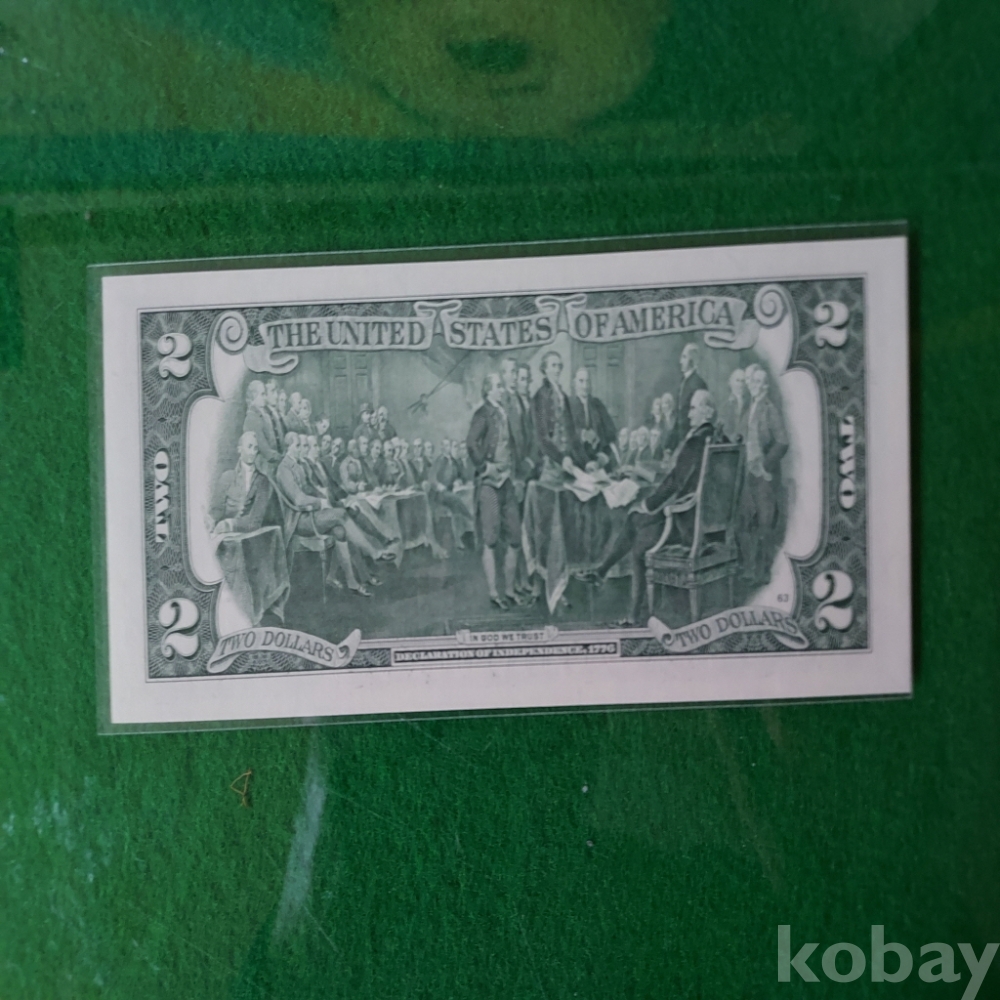 THE UNITED STATES OF AMERICA
2
2
TWO
TWO
2
2
63
TWO DOLLARS
IN GOD WE TRUST
TWO DOLLARS
DECLARATION OF INDEPENDENCE, 1776
kobay